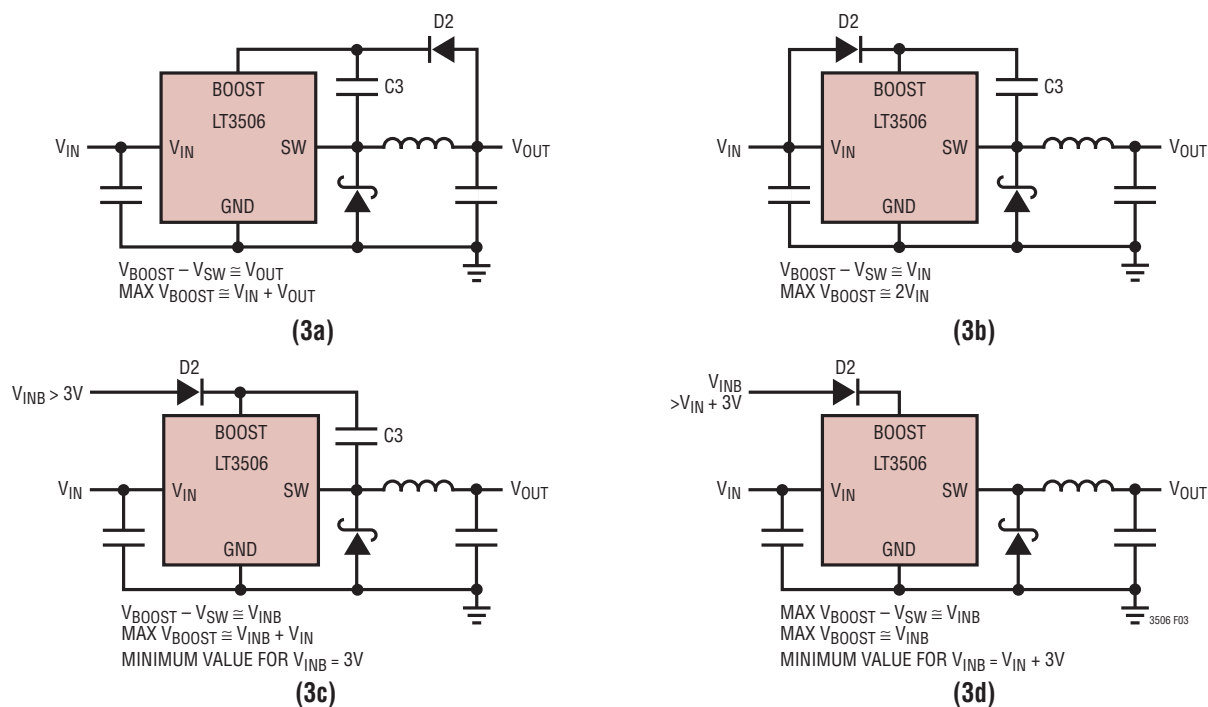 D2
BOOST
C3
LT3506
V_IN
V_IN
SW
V_OUT
GND
V_BOOST – V_SW ≅ V_OUT
MAX V_BOOST ≅ V_IN + V_OUT
(3a)
D2
BOOST
C3
LT3506
V_IN
V_IN
SW
V_OUT
GND
V_BOOST – V_SW ≅ V_IN
MAX V_BOOST ≅ 2V_IN
(3b)
D2
V_INB > 3V
BOOST
C3
LT3506
V_IN
V_IN
SW
V_OUT
GND
V_BOOST – V_SW ≅ V_INB
MAX V_BOOST ≅ V_INB + V_IN
MINIMUM VALUE FOR V_INB = 3V
(3c)
D2
V_INB
>V_IN + 3V
BOOST
LT3506
V_IN
V_IN
SW
V_OUT
GND
MAX V_BOOST – V_SW ≅ V_INB
MAX V_BOOST ≅ V_INB
MINIMUM VALUE FOR V_INB = V_IN + 3V
3506 F03
(3d)